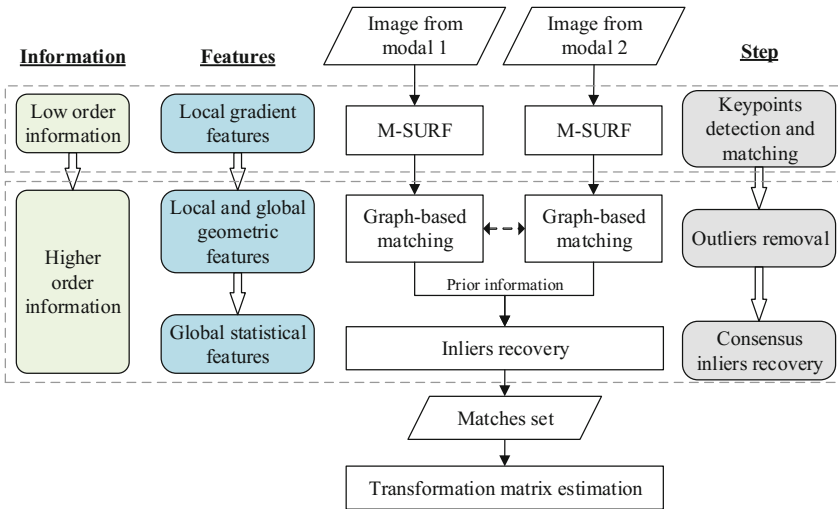 Image from
modal 1
Image from
modal 2
Information
Features
Step
Low order
information
Local gradient
features
M-SURF
M-SURF
Keypoints
detection and
matching
Higher order
information
Local and global
geometric
features
Graph-based
matching
Graph-based
matching
Outliers removal
Prior information
Global statistical
features
Inliers recovery
Consensus
inliers recovery
Matches set
Transformation matrix estimation